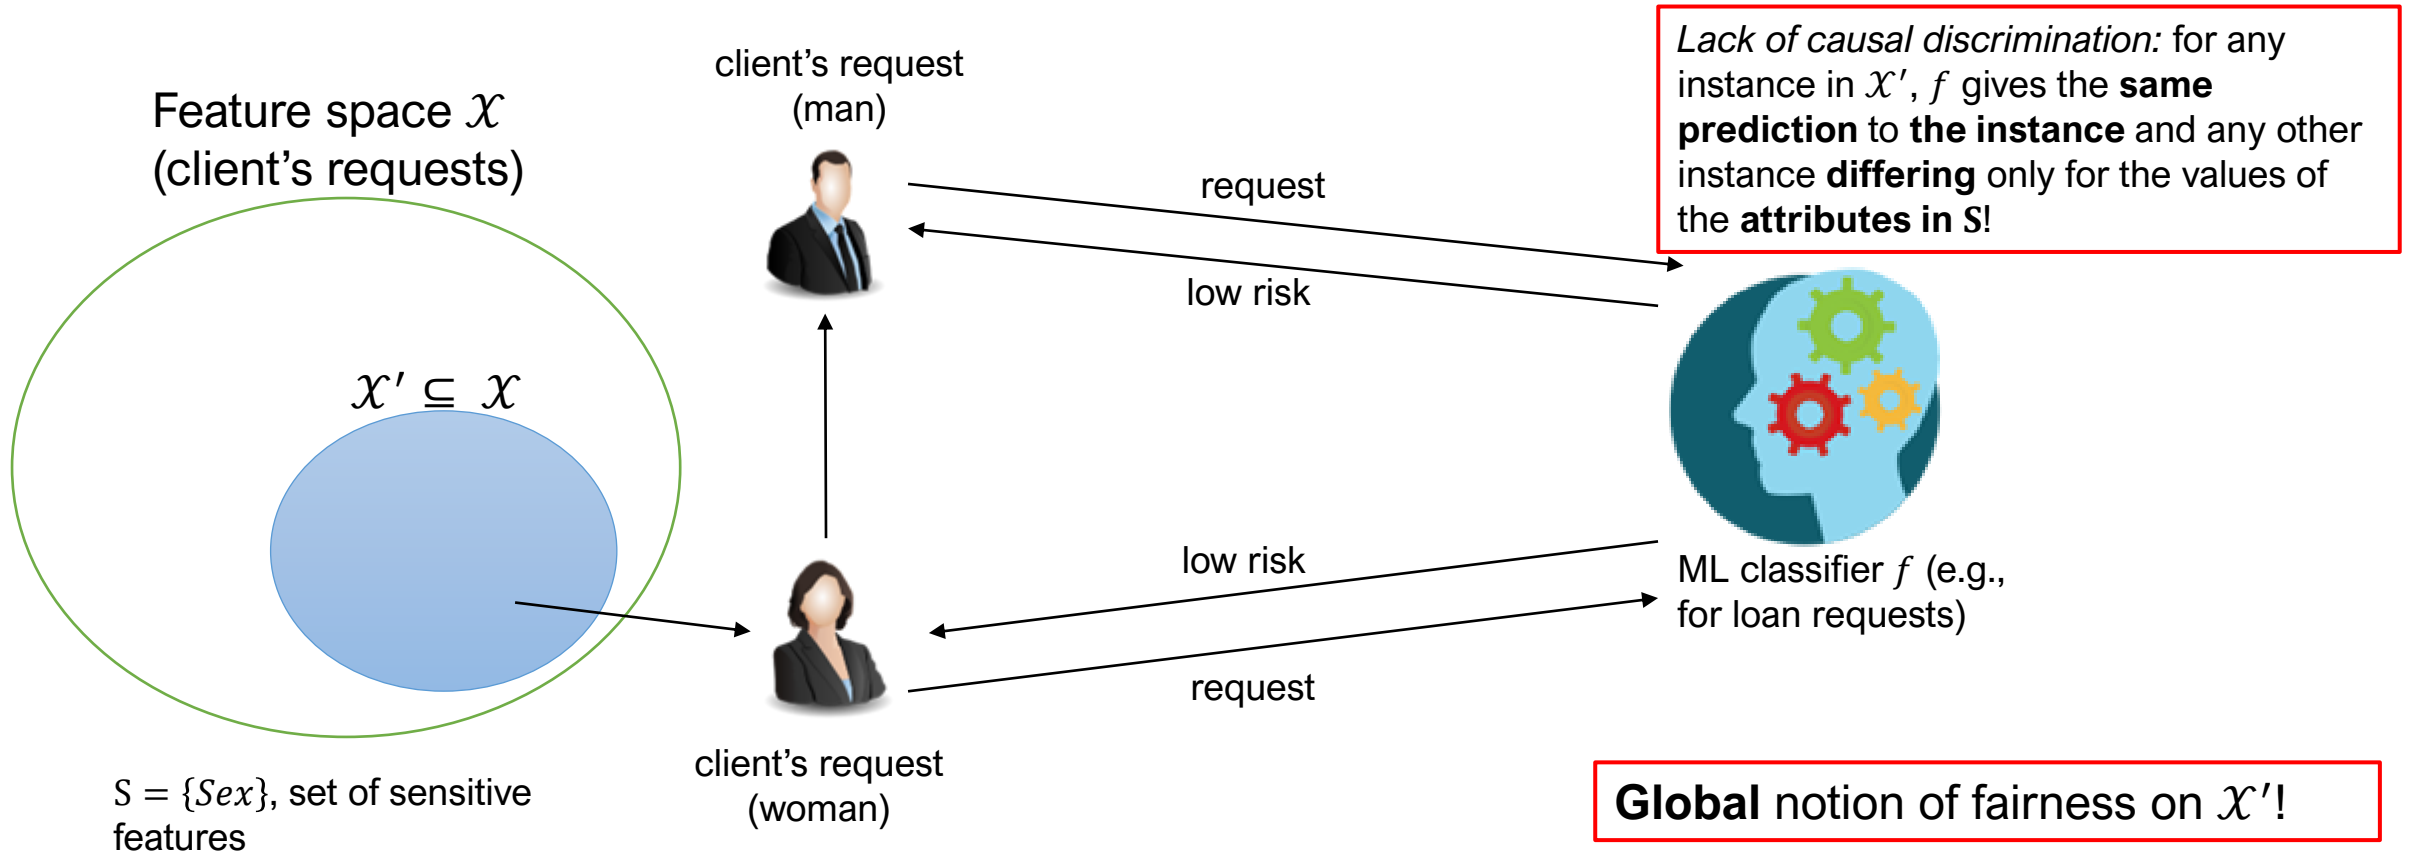 Feature space 𝒳
(client’s requests)
𝒳′ ⊆ 𝒳
S = {Sex}, set of sensitive
features
client’s request
(man)
request
low risk
low risk
request
client’s request
(woman)
Lack of causal discrimination: for any
instance in 𝒳′, f gives the same
prediction to the instance and any other
instance differing only for the values of
the attributes in S!
ML classifier f (e.g.,
for loan requests)
Global notion of fairness on 𝒳′!